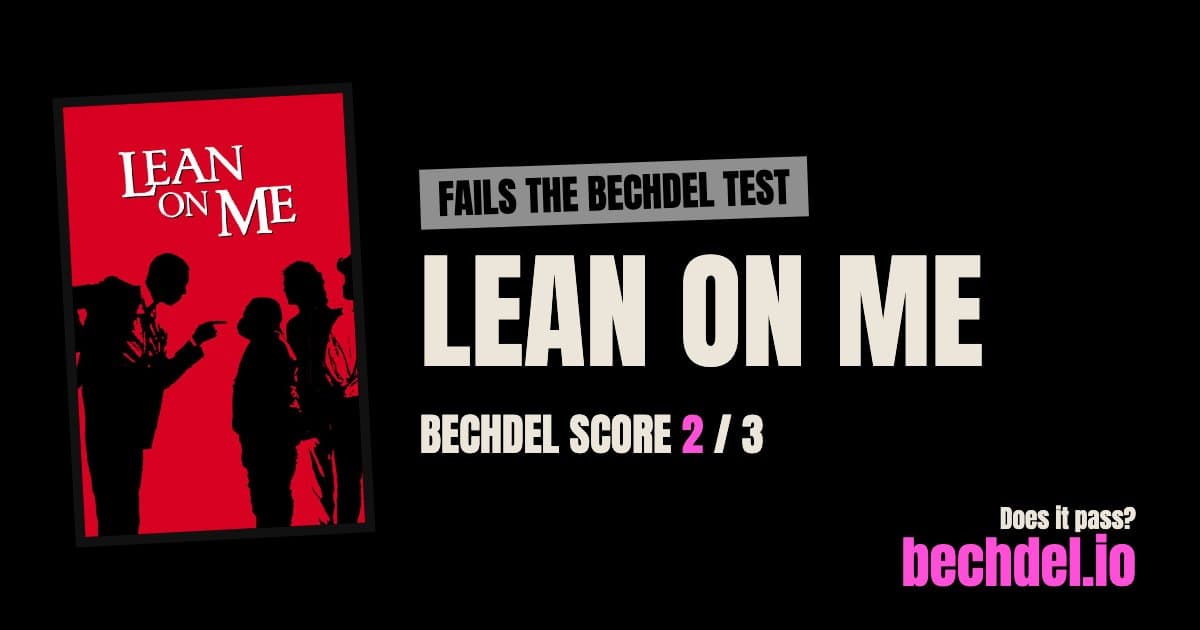 LEAN
ON ME
FAILS THE BECHDEL TEST
LEAN ON ME
BECHDEL SCORE 2 / 3
Does it pass?
bechdel.io